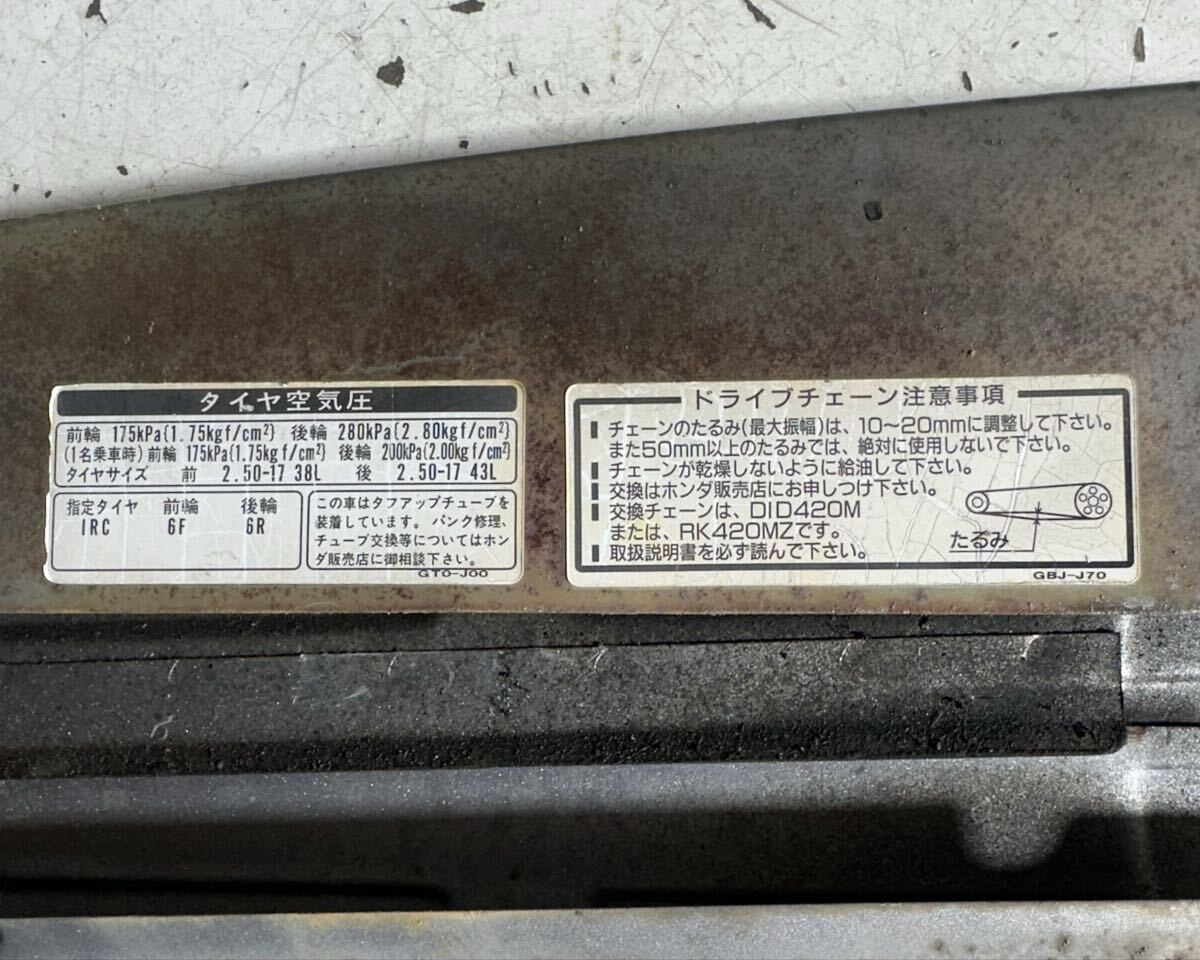 タイヤ空気圧
前輪 175kPa{1.75kgf/cm²} 後輪 280kPa{2.80kgf/cm²}
(1名乗車時)前輪 175kPa{1.75kgf/cm²} 後輪 200kPa{2.00kgf/cm²}
タイヤサイズ 前 2.50-17 38L 後 2.50-17 43L
指定タイヤ 前輪 後輪
IRC 6F 6R
この車はタフアップチューブを
装着しています。パンク修理、
チューブ交換等についてはホン
ダ販売店に御相談下さい。
GT0-J00
ドライブチェーン注意事項
チェーンのたるみ(最大振幅)は、10～20mmに調整して下さい。
また50mm以上のたるみでは、絶対に使用しないで下さい。
チェーンが乾燥しないように給油して下さい。
交換はホンダ販売店にお申しつけ下さい。
交換チェーンは、DID420M
または、RK420MZです。
取扱説明書を必ず読んで下さい。
たるみ
GBJ-J70